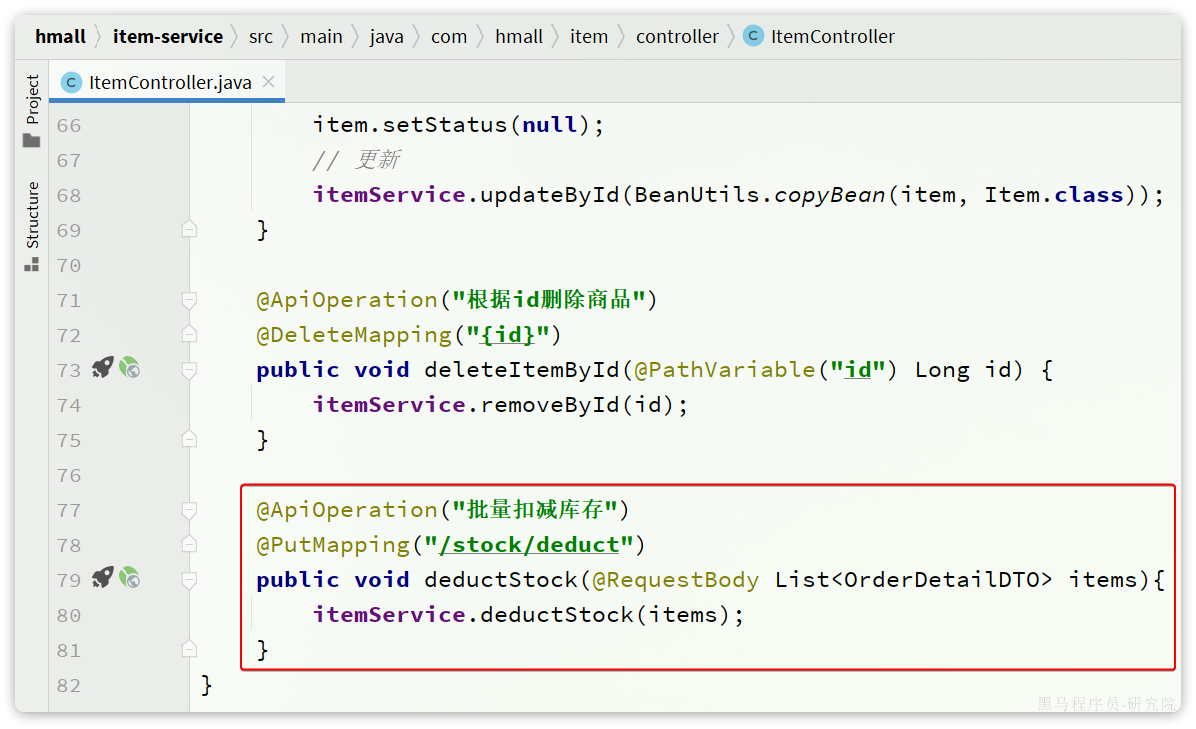 hmall 〉 item-service 〉 src 〉 main 〉 java 〉 com 〉 hmall 〉 item 〉 controller 〉 C ItemController
Project
Structure
C ItemController.java ×
66 item.setStatus(null);
67 // 更新
68 itemService.updateById(BeanUtils.copyBean(item, Item.class));
69 }
70
71 @ApiOperation("根据id删除商品")
72 @DeleteMapping("{id}")
73 public void deleteItemById(@PathVariable("id") Long id) {
74 itemService.removeById(id);
75 }
76
77 @ApiOperation("批量扣减库存")
78 @PutMapping("/stock/deduct")
79 public void deductStock(@RequestBody List<OrderDetailDTO> items){
80 itemService.deductStock(items);
81 }
82 }
黑马程序员-研究院